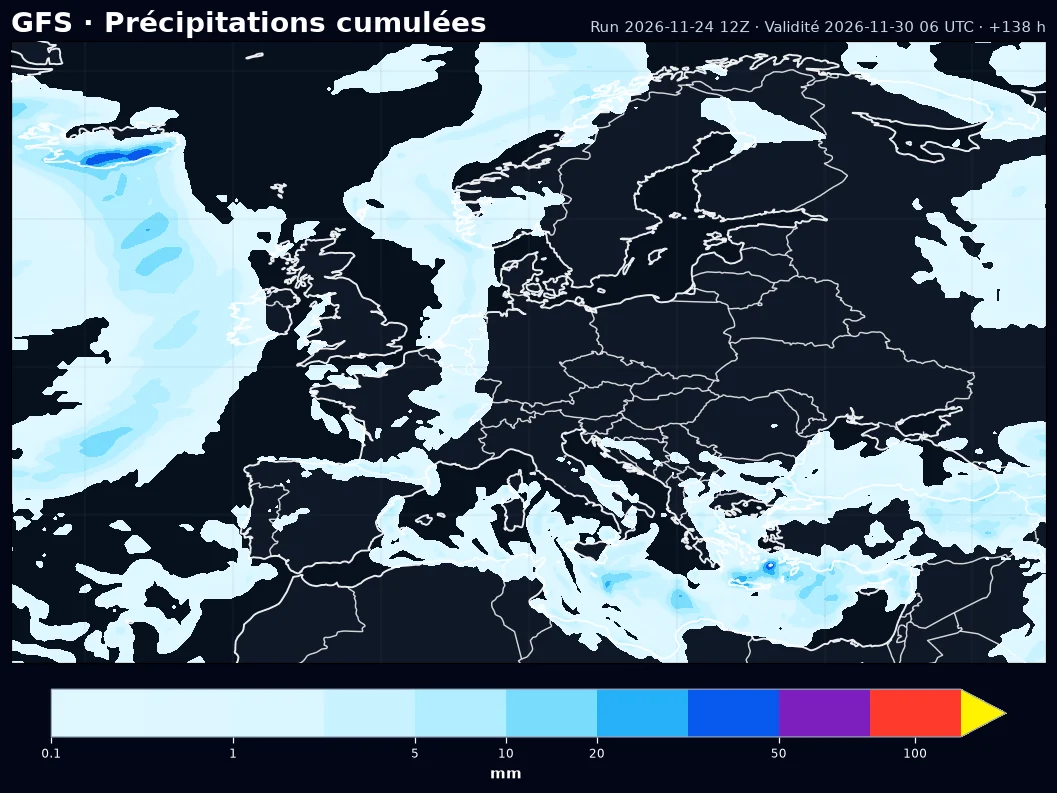 GFS · Précipitations cumulées
Run 2026-11-24 12Z · Validité 2026-11-30 06 UTC · +138 h
0.1 1 5 10 20 50 100
mm